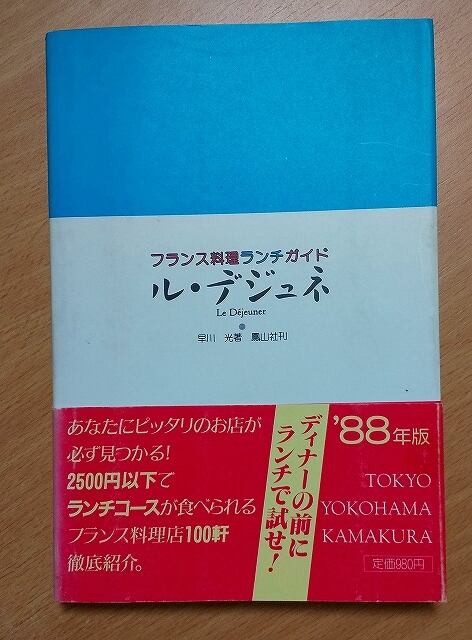 フランス料理ランチガイド
ル・デジュネ
Le Déjeuner
早川 光著 鳳山社刊
あなたにピッタリのお店が
必ず見つかる!
2500円以下で
ランチコースが食べられる
フランス料理店100軒
徹底紹介。
ディナーの前に
ランチで試せ!
'88年版
TOKYO
YOKOHAMA
KAMAKURA
定価980円